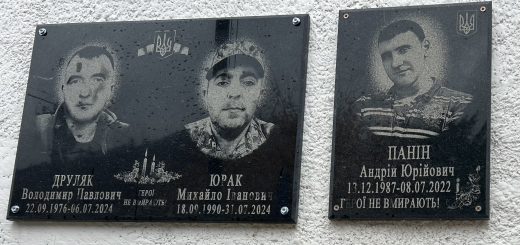 ДРУЛЯК
Володимир Павлович
22.09.1976-06.07.2024
ГЕРОЇ
НЕ ВМИРАЮТЬ!
ЮРАК
Михайло Іванович
18.09.1990-31.07.2024
ПАНІН
Андрій Юрійович
13.12.1987-08.07.2022
ГЕРОЇ НЕ ВМИРАЮТЬ!